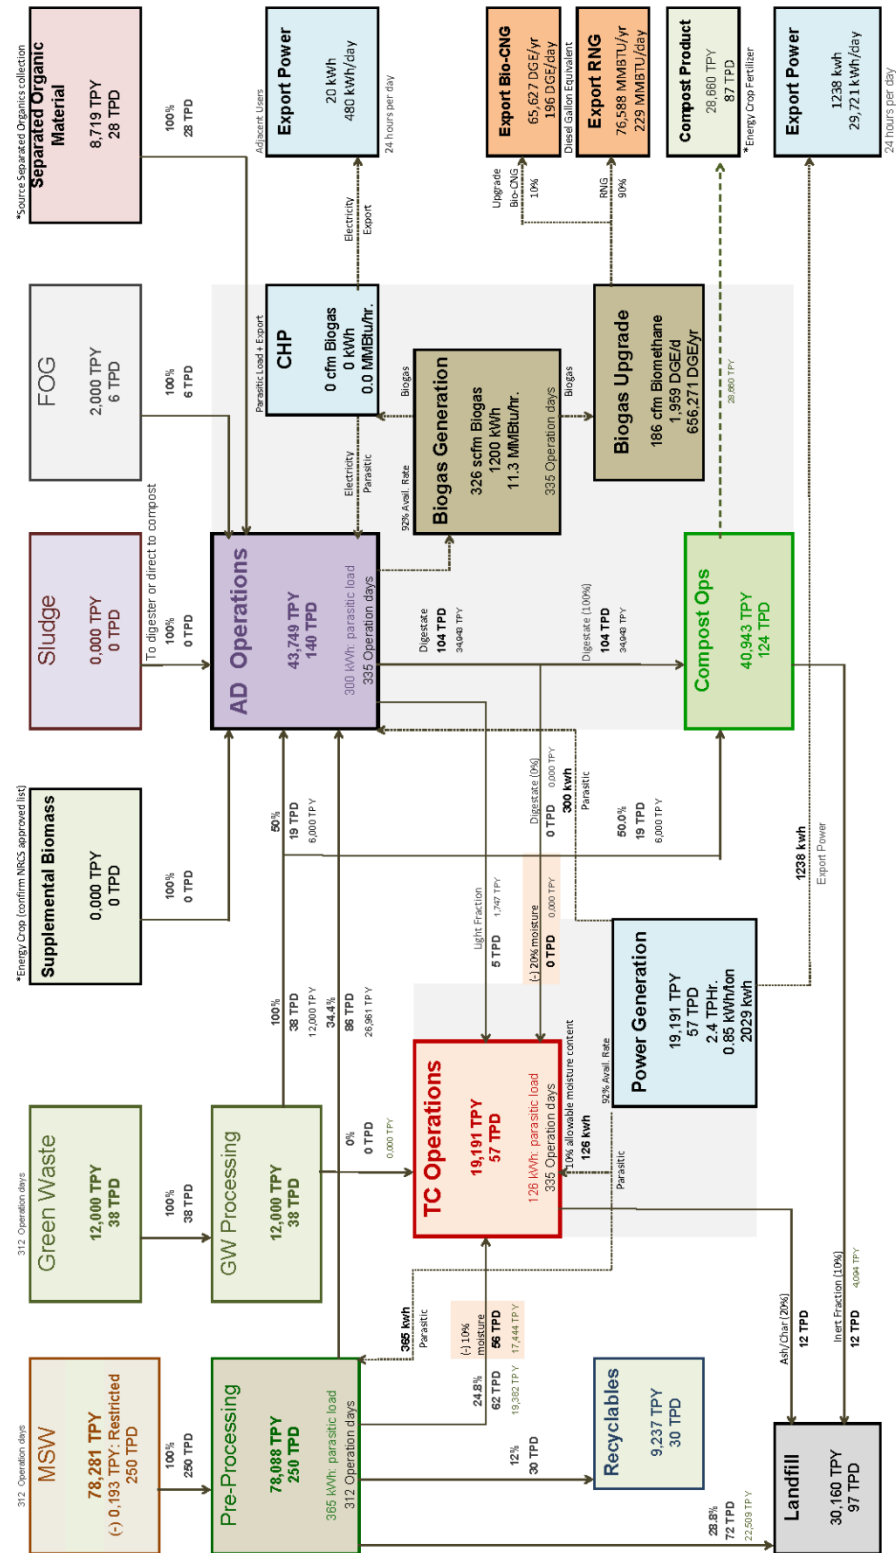 312 Operation days
MSW
78,281 TPY
(-) 0,193 TPY: Restricted
250 TPD
312 Operation days
Green Waste
12,000 TPY
38 TPD
*Energy Crop (confirm NRCS approved list)
Supplemental Biomass
0,000 TPY
0 TPD
Sludge
0,000 TPY
0 TPD
FOG
2,000 TPY
6 TPD
*Source Separated Organics collection
Separated Organic
Material
8,719 TPY
28 TPD
100%
250 TPD
100%
38 TPD
100%
0 TPD
To digester or direct to compost
100%
0 TPD
100%
6 TPD
100%
28 TPD
Pre-Processing
78,088 TPY
250 TPD
365 kWh: parasitic load
312 Operation days
GW Processing
12,000 TPY
38 TPD
100%
38 TPD
12,000 TPY
34.4%
86 TPD
26,961 TPY
50%
19 TPD
6,000 TPY
AD Operations
43,749 TPY
140 TPD
300 kWh: parasitic load
335 Operation days
Parasitic Load + Export
CHP
0 cfm Biogas
0 kWh
0.0 MMBtu/hr.
Electricity
Parasitic
Electricity
Export
Adjacent Users
Export Power
20 kWh
480 kWh/day
24 hours per day
365 kwh
Parasitic
0%
0 TPD
0,000 TPY
24.8%
62 TPD
19,382 TPY
(-) 10%
moisture
56 TPD
17,444 TPY
TC Operations
19,191 TPY
57 TPD
126 kWh: parasitic load
335 Operation days
10% allowable moisture content
Light Fraction
5 TPD
1,747 TPY
(-) 20% moisture
0 TPD
0,000 TPY
Digestate (0%)
0 TPD
0,000 TPY
Digestate
104 TPD
34,943 TPY
92% Avail. Rate
Biogas Generation
326 scfm Biogas
1200 kWh
11.3 MMBtu/hr.
335 Operation days
Biogas
Biogas
Upgrade
Bio-CNG
10%
Export Bio-CNG
65,627 DGE/yr
196 DGE/day
Diesel Gallon Equivalent
12%
30 TPD
Recyclables
9,237 TPY
30 TPD
126 kwh
Parasitic
92% Avail. Rate
Power Generation
19,191 TPY
57 TPD
2.4 TPHr.
0.85 kWh/ton
2029 kwh
300 kwh
Parasitic
50.0%
19 TPD
6,000 TPY
Digestate (100%)
104 TPD
34,943 TPY
Biogas Upgrade
186 cfm Biomethane
1,959 DGE/d
656,271 DGE/yr
RNG
90%
Export RNG
76,588 MMBTU/yr
229 MMBTU/day
28.8%
72 TPD
22,509 TPY
Ash/Char (20%)
12 TPD
Compost Ops
40,943 TPY
124 TPD
28,660 TPY
Compost Product
28,660 TPY
87 TPD
*Energy Crop Fertilizer
Landfill
30,160 TPY
97 TPD
Inert Fraction (10%)
12 TPD
4,094 TPY
1238 kwh
Export Power
Export Power
1238 kwh
29,721 kWh/day
24 hours per day